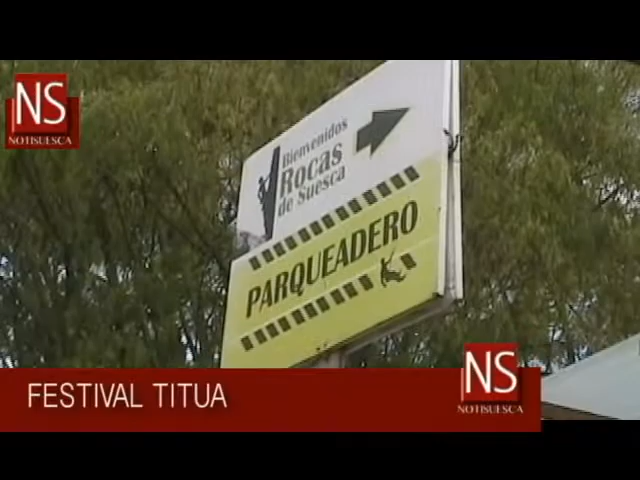 NS
NOTISUESCA
Bienvenidos
Rocas
de Suesca
PARQUEADERO
FESTIVAL TITUA
NS
NOTISUESCA